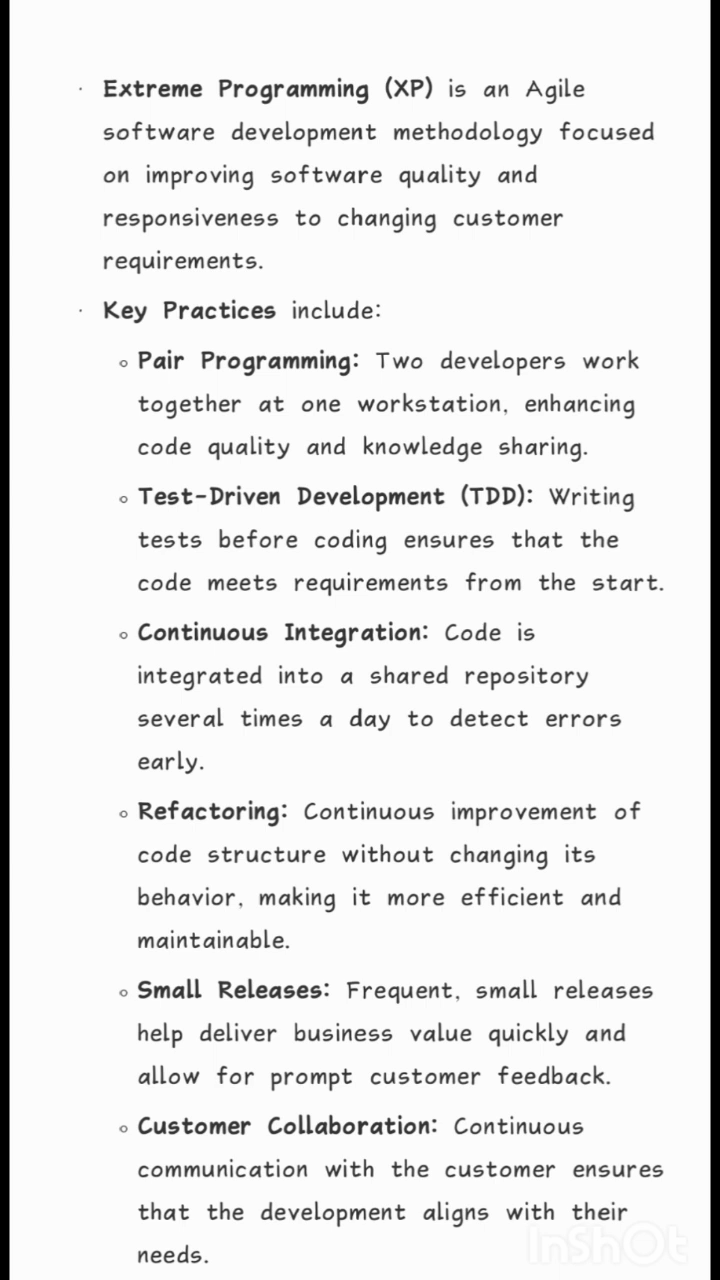 · Extreme Programming (XP) is an Agile
software development methodology focused
on improving software quality and
responsiveness to changing customer
requirements.
· Key Practices include:
◦ Pair Programming: Two developers work
together at one workstation, enhancing
code quality and knowledge sharing.
◦ Test-Driven Development (TDD): Writing
tests before coding ensures that the
code meets requirements from the start.
◦ Continuous Integration: Code is
integrated into a shared repository
several times a day to detect errors
early.
◦ Refactoring: Continuous improvement of
code structure without changing its
behavior, making it more efficient and
maintainable.
◦ Small Releases: Frequent, small releases
help deliver business value quickly and
allow for prompt customer feedback.
◦ Customer Collaboration: Continuous
communication with the customer ensures
that the development aligns with their
needs.
InShOt